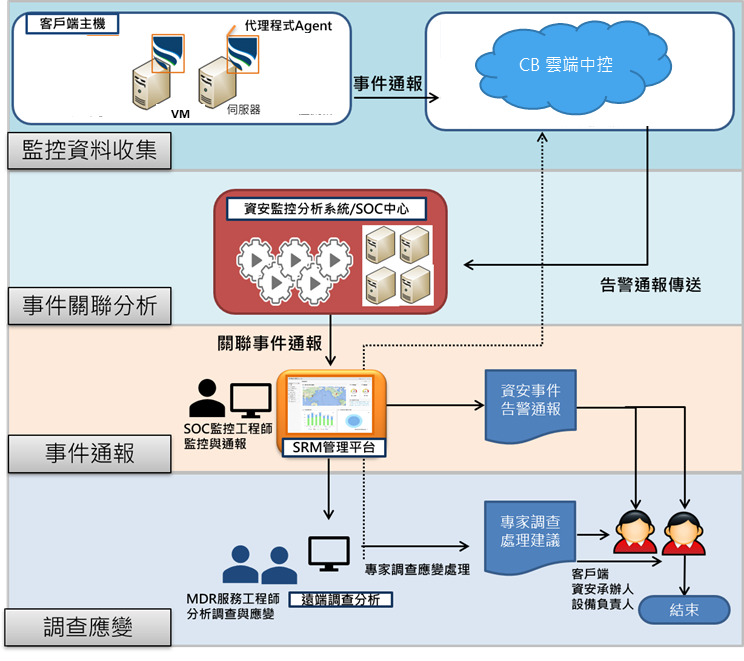 客戶端主機
代理程式Agent
VM
伺服器
事件通報
CB 雲端中控
監控資料收集
資安監控分析系統/SOC中心
告警通報傳送
事件關聯分析
關聯事件通報
SOC監控工程師
監控與通報
SRM管理平台
資安事件
告警通報
事件通報
專家調查
處理建議
專家調查應變處理
MDR服務工程師
分析調查與應變
遠端調查分析
客戶端
資安承辦人
設備負責人
結束
調查應變